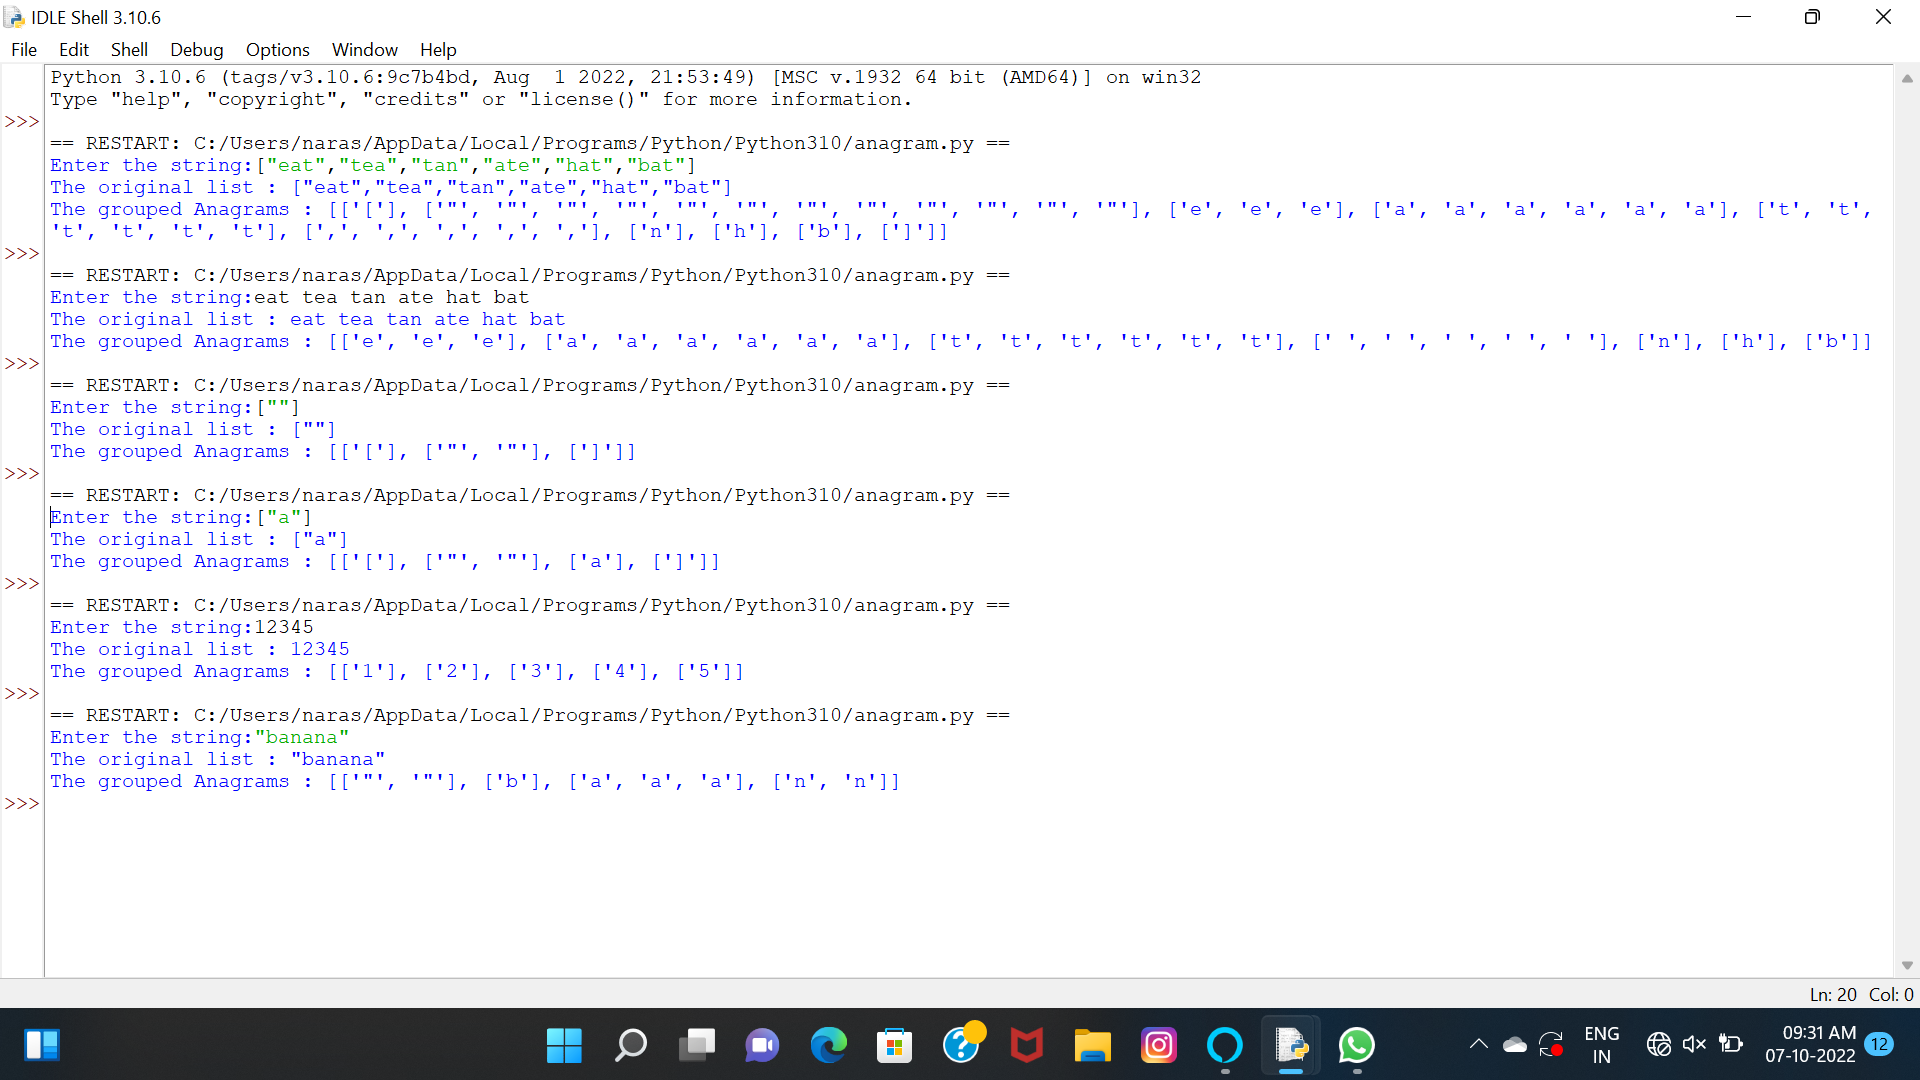 IDLE Shell 3.10.6
File Edit Shell Debug Options Window Help
Python 3.10.6 (tags/v3.10.6:9c7b4bd, Aug  1 2022, 21:53:49) [MSC v.1932 64 bit (AMD64)] on win32
Type "help", "copyright", "credits" or "license()" for more information.
>>>
== RESTART: C:/Users/naras/AppData/Local/Programs/Python/Python310/anagram.py ==
Enter the string:["eat","tea","tan","ate","hat","bat"]
The original list : ["eat","tea","tan","ate","hat","bat"]
The grouped Anagrams : [['['], ['"', '"', '"', '"', '"', '"', '"', '"', '"', '"', '"', '"'], ['e', 'e', 'e'], ['a', 'a', 'a', 'a', 'a', 'a'], ['t', 't',
't', 't', 't', 't'], [',', ',', ',', ',', ','], ['n'], ['h'], ['b'], [']']]
>>>
== RESTART: C:/Users/naras/AppData/Local/Programs/Python/Python310/anagram.py ==
Enter the string:eat tea tan ate hat bat
The original list : eat tea tan ate hat bat
The grouped Anagrams : [['e', 'e', 'e'], ['a', 'a', 'a', 'a', 'a', 'a'], ['t', 't', 't', 't', 't', 't'], [' ', ' ', ' ', ' ', ' '], ['n'], ['h'], ['b']]
>>>
== RESTART: C:/Users/naras/AppData/Local/Programs/Python/Python310/anagram.py ==
Enter the string:[""]
The original list : [""]
The grouped Anagrams : [['['], ['"', '"'], [']']]
>>>
== RESTART: C:/Users/naras/AppData/Local/Programs/Python/Python310/anagram.py ==
Enter the string:["a"]
The original list : ["a"]
The grouped Anagrams : [['['], ['"', '"'], ['a'], [']']]
>>>
== RESTART: C:/Users/naras/AppData/Local/Programs/Python/Python310/anagram.py ==
Enter the string:12345
The original list : 12345
The grouped Anagrams : [['1'], ['2'], ['3'], ['4'], ['5']]
>>>
== RESTART: C:/Users/naras/AppData/Local/Programs/Python/Python310/anagram.py ==
Enter the string:"banana"
The original list : "banana"
The grouped Anagrams : [['"', '"'], ['b'], ['a', 'a', 'a'], ['n', 'n']]
>>>
Ln: 20 Col: 0
ENG
IN
09:31 AM
07-10-2022
12